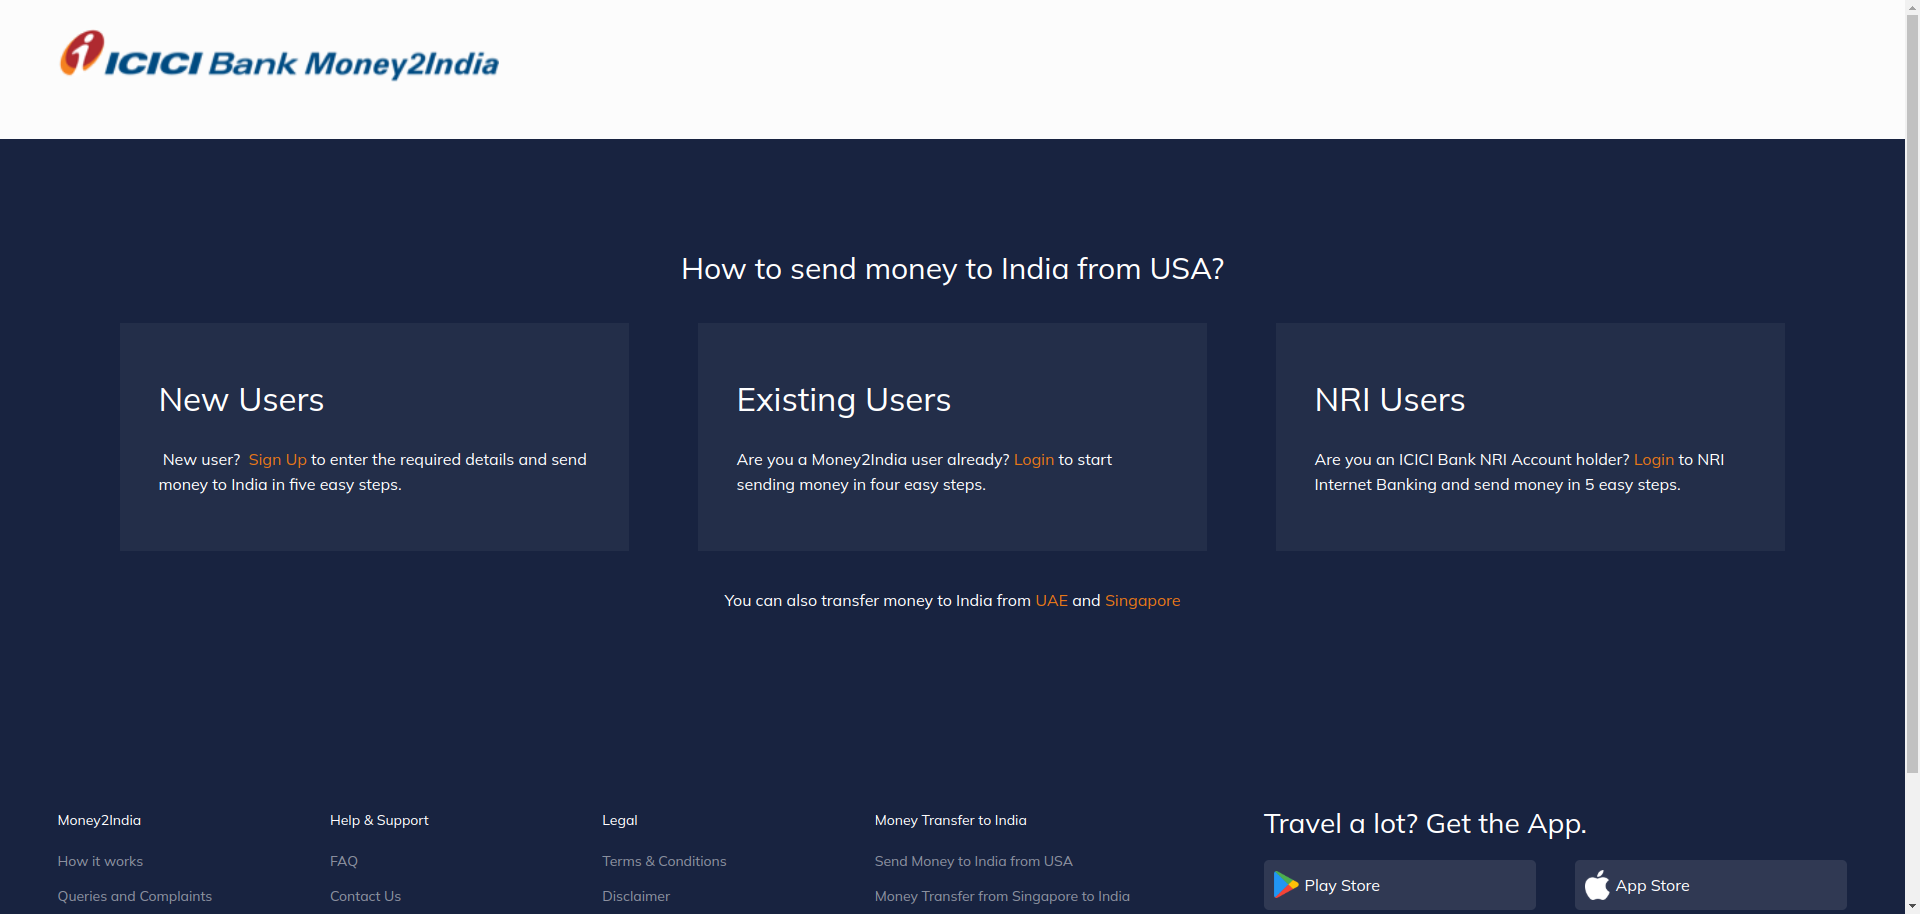 ICICI Bank Money2India
How to send money to India from USA?
New Users
New user? Sign Up to enter the required details and send
money to India in five easy steps.
Existing Users
Are you a Money2India user already? Login to start
sending money in four easy steps.
NRI Users
Are you an ICICI Bank NRI Account holder? Login to NRI
Internet Banking and send money in 5 easy steps.
You can also transfer money to India from UAE and Singapore
Money2India
How it works
Queries and Complaints
Help & Support
FAQ
Contact Us
Legal
Terms & Conditions
Disclaimer
Money Transfer to India
Send Money to India from USA
Money Transfer from Singapore to India
Travel a lot? Get the App.
Play Store
App Store